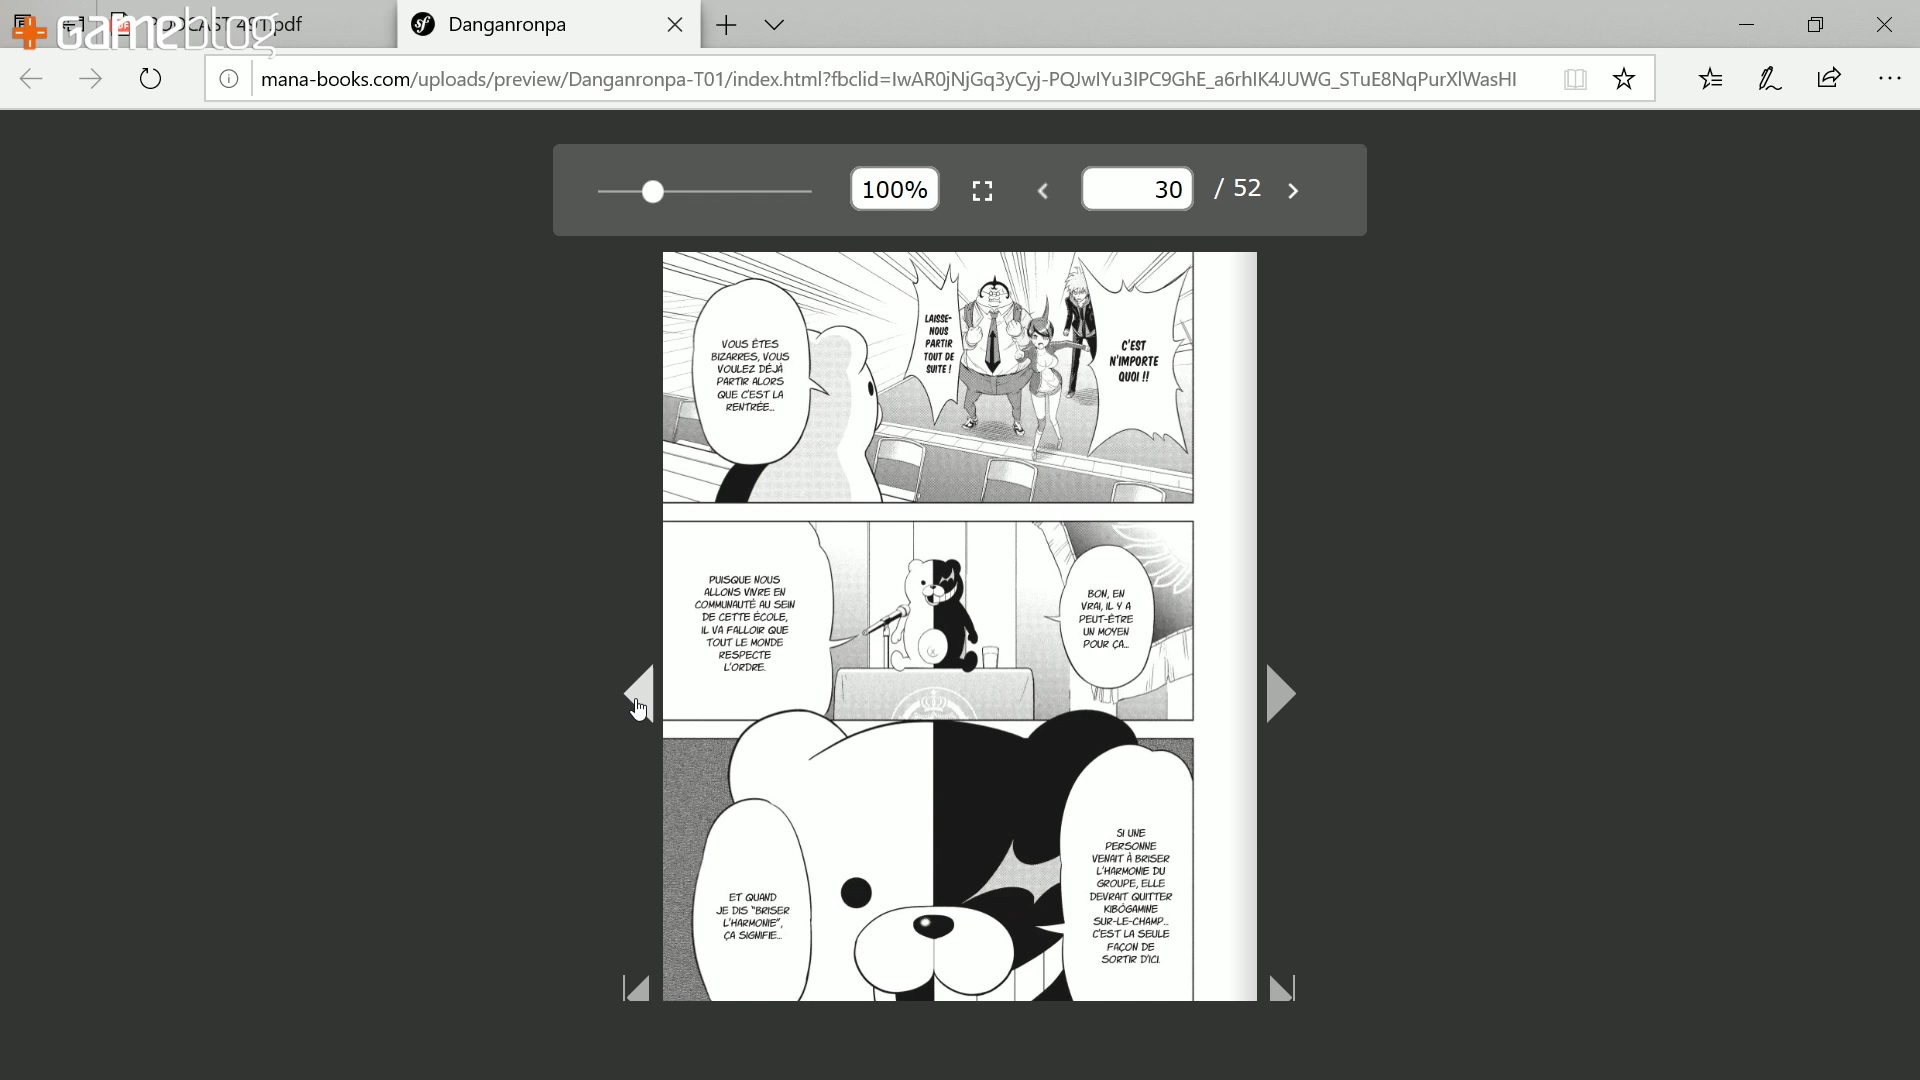 gameblog
Danganronpa
mana-books.com/uploads/preview/Danganronpa-T01/index.html?fbclid=IwAR0jNjGq3yCyj-PQJwIYu3IPC9GhE_a6rhlK4JUWG_STuE8NqPurXlWasHI
100%
30
/ 52
C'EST
N'IMPORTE
QUOI !!
LAISSE-
NOUS
PARTIR
TOUT DE
SUITE !
VOUS ÊTES
BIZARRES, VOUS
VOULEZ DÉJÀ
PARTIR ALORS
QUE C'EST LA
RENTRÉE...
BON, EN
VRAI, IL Y A
PEUT-ÊTRE
UN MOYEN
POUR ÇA...
PUISQUE NOUS
ALLONS VIVRE EN
COMMUNAUTÉ AU SEIN
DE CETTE ÉCOLE,
IL VA FALLOIR QUE
TOUT LE MONDE
RESPECTE
L'ORDRE.
SI UNE
PERSONNE
VENAIT À BRISER
L'HARMONIE DU
GROUPE, ELLE
DEVRAIT QUITTER
KIBÔGAMINE
SUR-LE-CHAMP...
C'EST LA SEULE
FAÇON DE
SORTIR D'ICI.
ET QUAND
JE DIS "BRISER
L'HARMONIE",
ÇA SIGNIFIE...